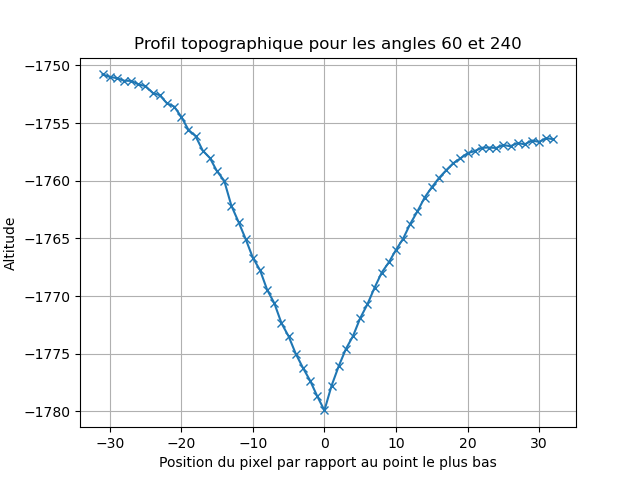 Profil topographique pour les angles 60 et 240
Altitude
−1750
−1755
−1760
−1765
−1770
−1775
−1780
−30 −20 −10 0 10 20 30
Position du pixel par rapport au point le plus bas